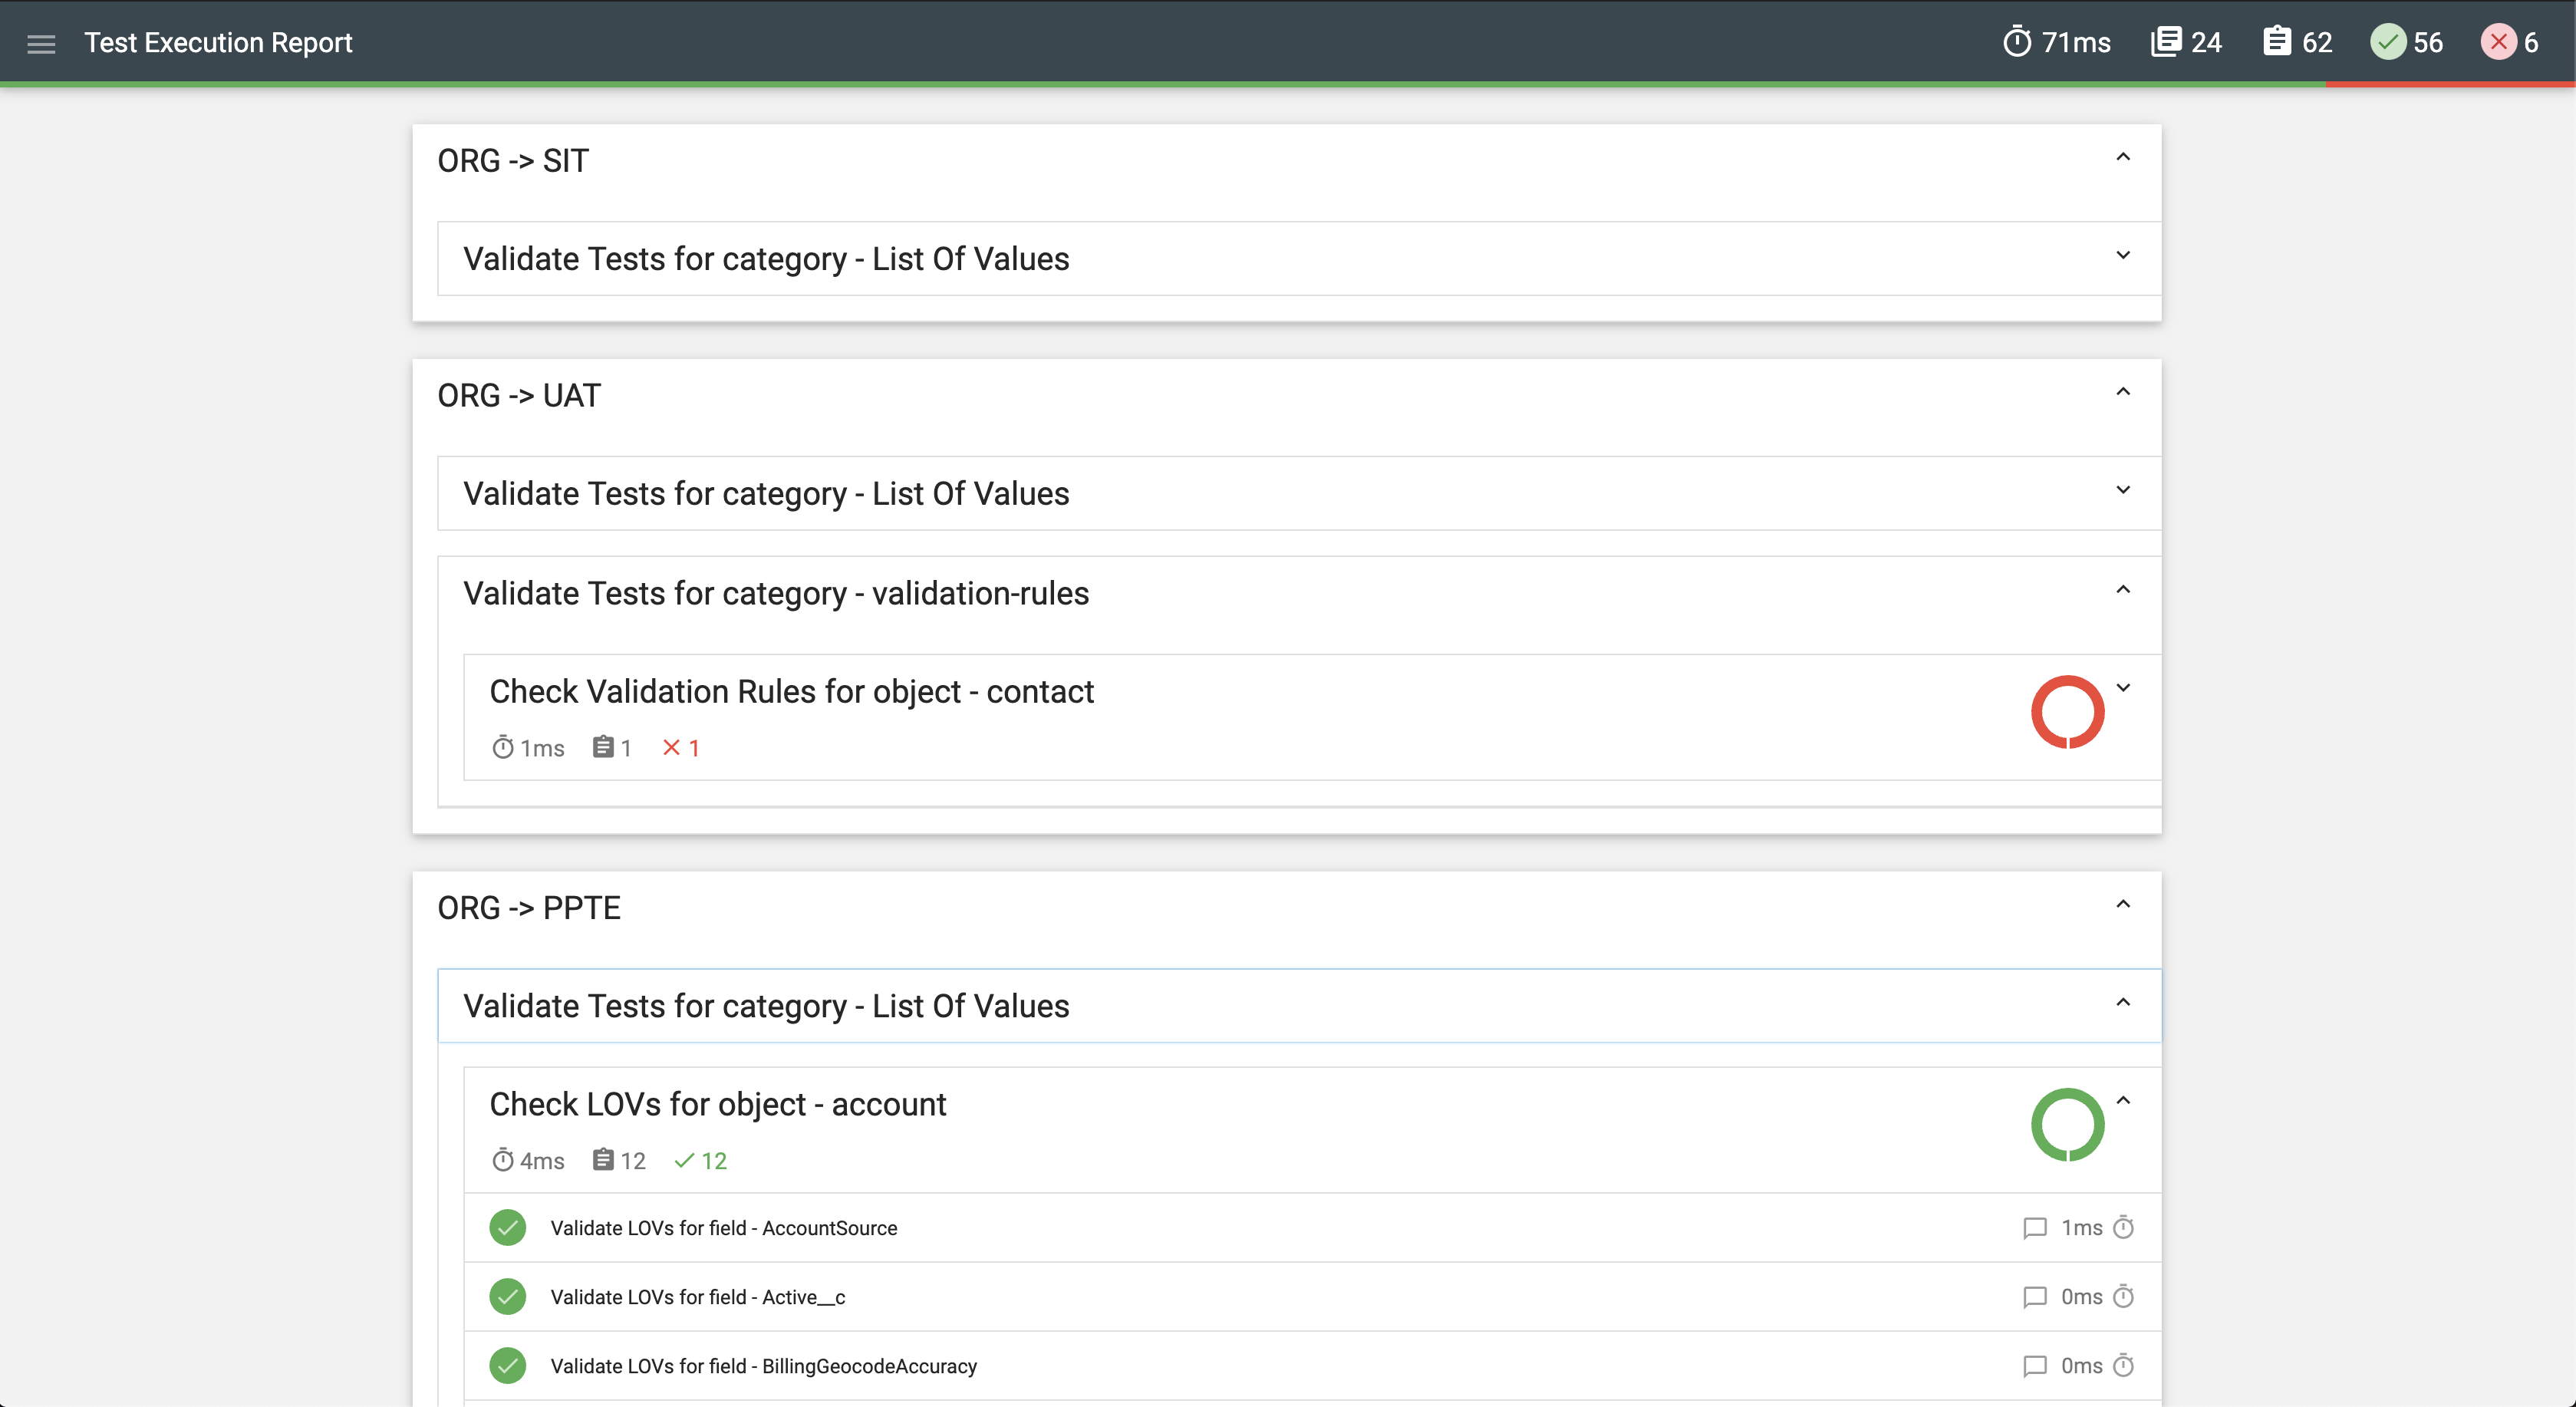 Test Execution Report 71ms 24 62 56 6
ORG -> SIT
Validate Tests for category - List Of Values
ORG -> UAT
Validate Tests for category - List Of Values
Validate Tests for category - validation-rules
Check Validation Rules for object - contact
1ms 1 1
ORG -> PPTE
Validate Tests for category - List Of Values
Check LOVs for object - account
4ms 12 12
Validate LOVs for field - AccountSource 1ms
Validate LOVs for field - Active__c 0ms
Validate LOVs for field - BillingGeocodeAccuracy 0ms